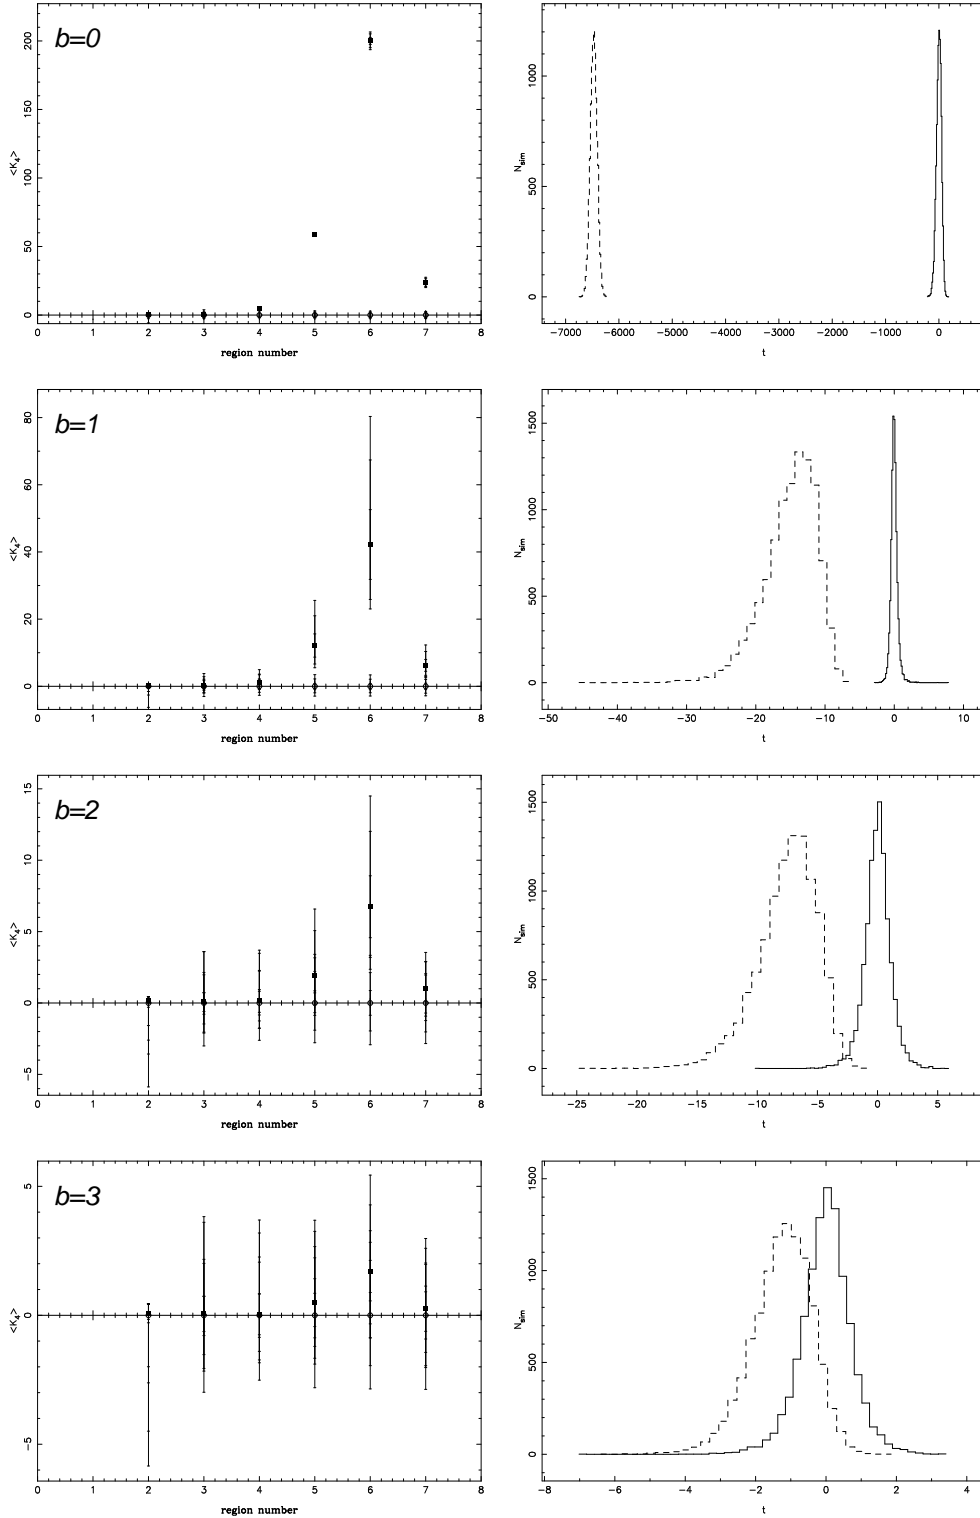 b=0
200
150
100
50
0
<K4>
0 1 2 3 4 5 6 7 8
region number
1000
500
0
Nsim
−7000 −6000 −5000 −4000 −3000 −2000 −1000 0
t
b=1
80
60
40
20
0
<K4>
0 1 2 3 4 5 6 7 8
region number
1500
1000
500
0
Nsim
−50 −40 −30 −20 −10 0 10
t
b=2
15
10
5
0
−5
<K4>
0 1 2 3 4 5 6 7 8
region number
1500
1000
500
0
Nsim
−25 −20 −15 −10 −5 0 5
t
b=3
5
0
−5
<K4>
0 1 2 3 4 5 6 7 8
region number
1500
1000
500
0
Nsim
−8 −6 −4 −2 0 2 4
t